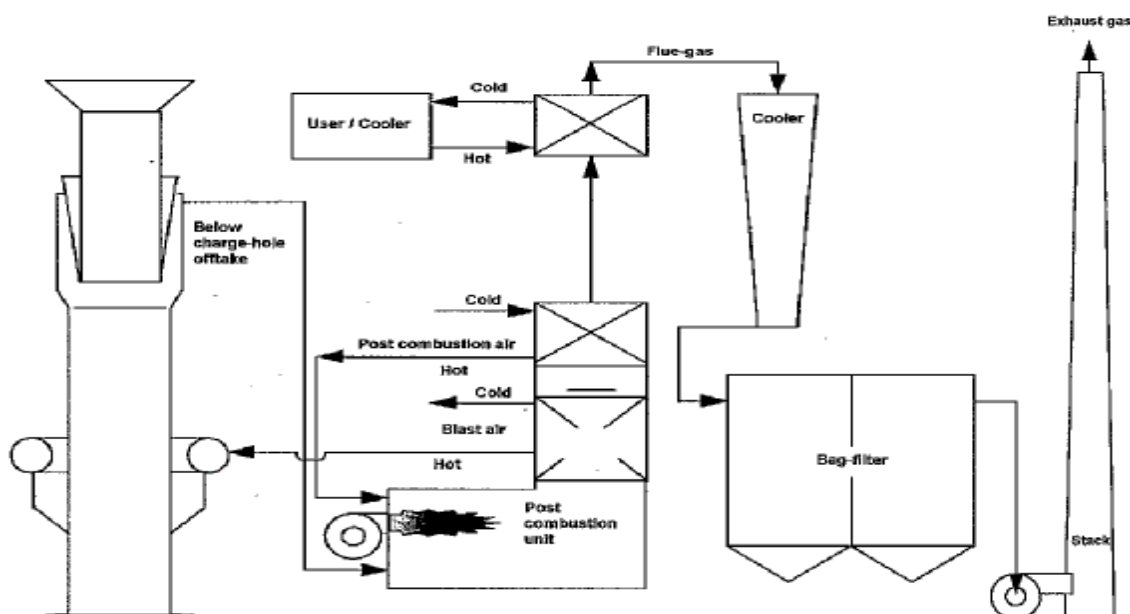 Exhaust gas
Flue-gas
Cold
User / Cooler
Hot
Cooler
Below
charge-hole
offtake
Cold
Post combustion air
Hot
Cold
Blast air
Hot
Bag-filter
Post
combustion
unit
Stack